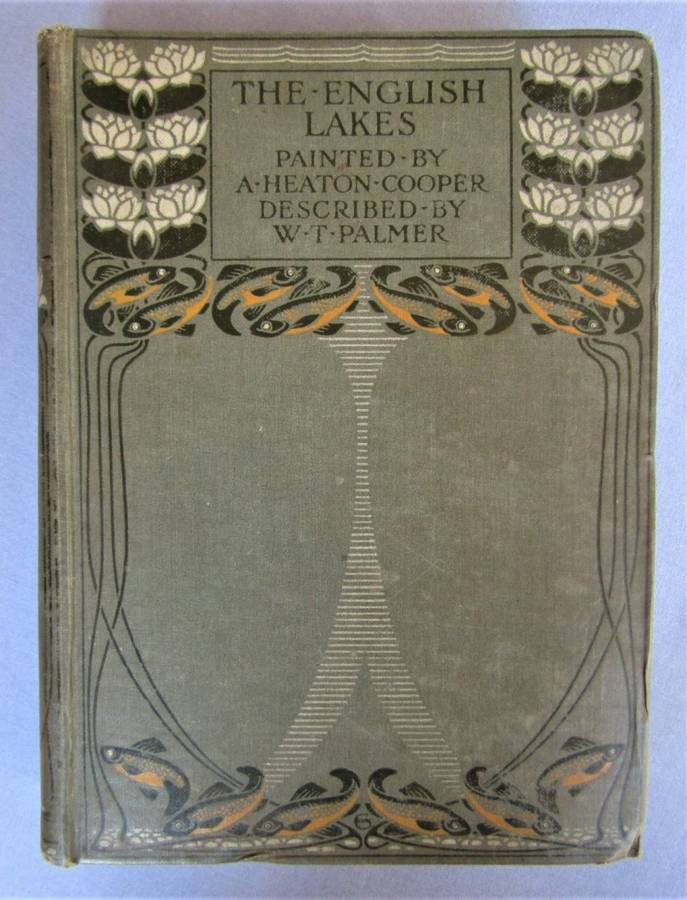 THE·ENGLISH
LAKES
PAINTED·BY
A·HEATON·COOPER
DESCRIBED·BY
W·T·PALMER